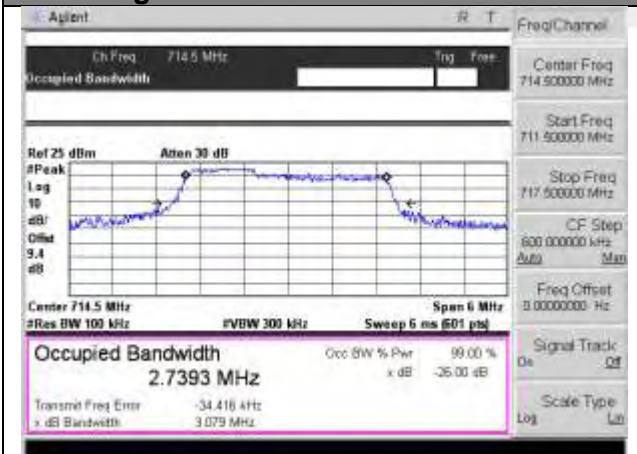 Agilent R T
Ch Freq 714.5 MHz Trig Free
Occupied Bandwidth
Ref 25 dBm Atten 30 dB
#Peak
Log
10
dB/
Offst
9.4
dB
Center 714.5 MHz Span 6 MHz
#Res BW 100 kHz #VBW 300 kHz Sweep 6 ms (601 pts)
Occupied Bandwidth Occ BW % Pwr 99.00 %
2.7393 MHz x dB -26.00 dB
Transmit Freq Error -34.416 kHz
x dB Bandwidth 3.079 MHz
Freq/Channel
Center Freq
714.500000 MHz
Start Freq
711.500000 MHz
Stop Freq
717.500000 MHz
CF Step
600.000000 kHz
Auto Man
Freq Offset
0.00000000 Hz
Signal Track
On Off
Scale Type
Log Lin